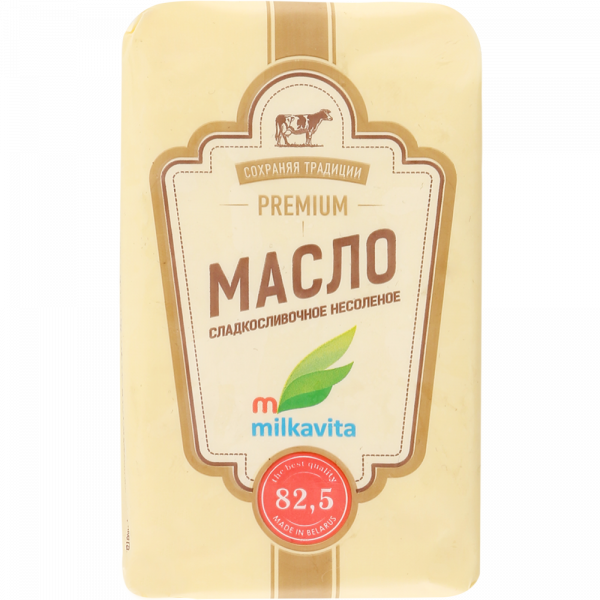 СОХРАНЯЯ ТРАДИЦИИ
PREMIUM
МАСЛО
СЛАДКОСЛИВОЧНОЕ НЕСОЛЕНОЕ
m
milkavita
the best quality
82,5
MADE IN BELARUS